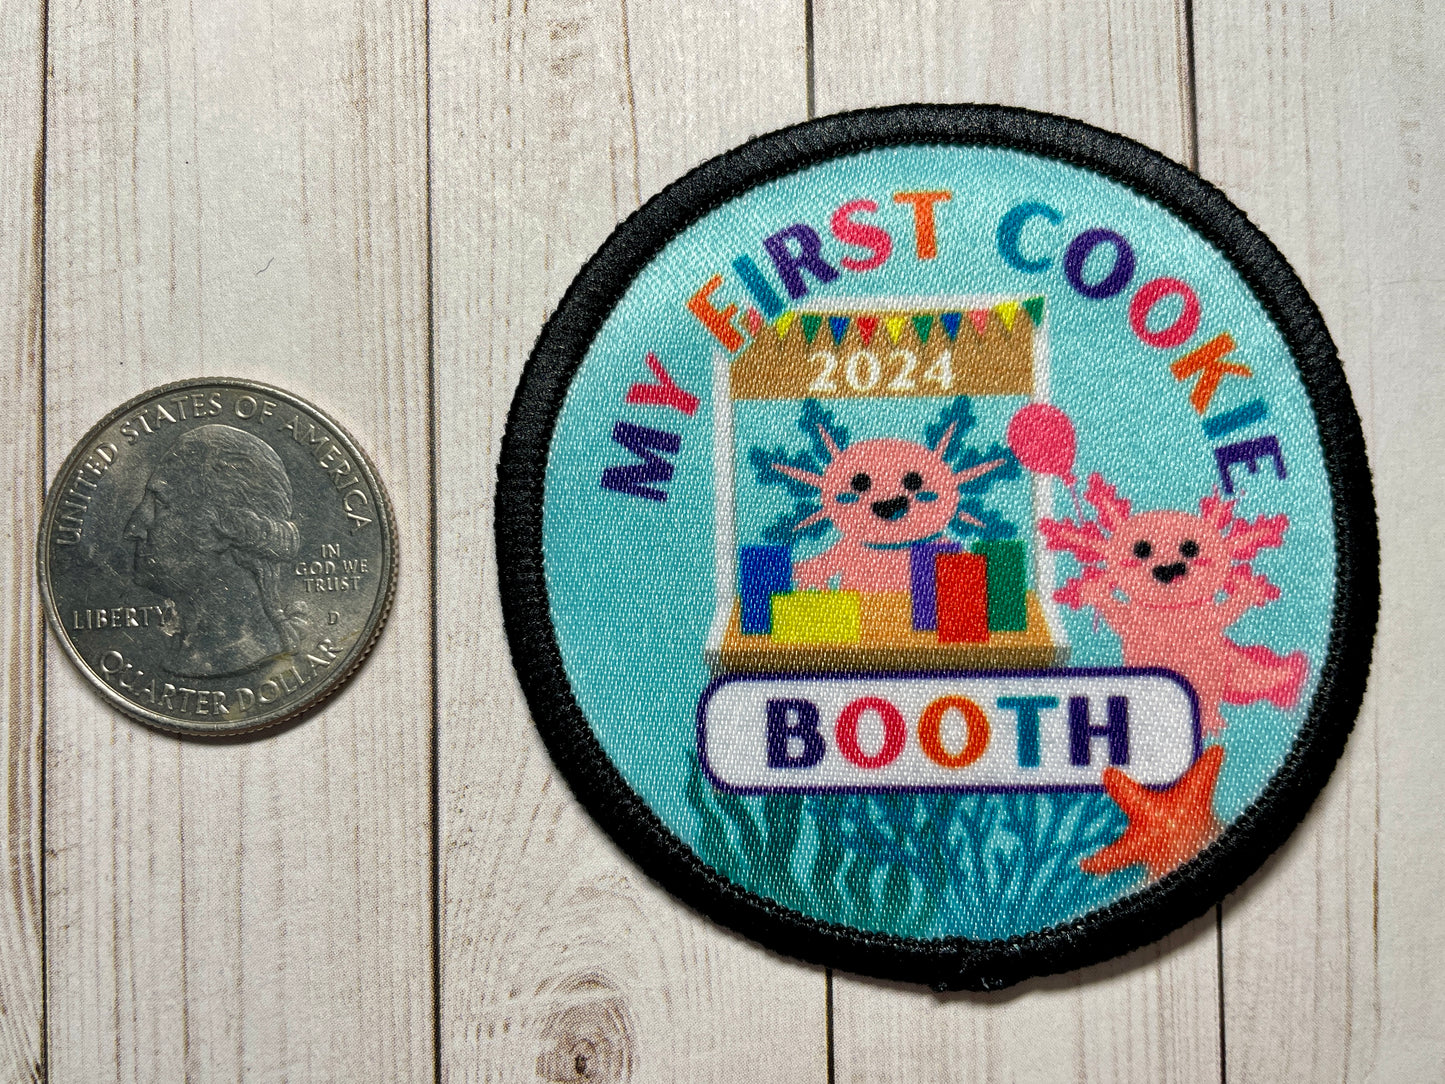 UNITED STATES OF AMERICA
IN
GOD WE
TRUST
LIBERTY
D
QUARTER DOLLAR
MY FIRST COOKIE
2024
BOOTH